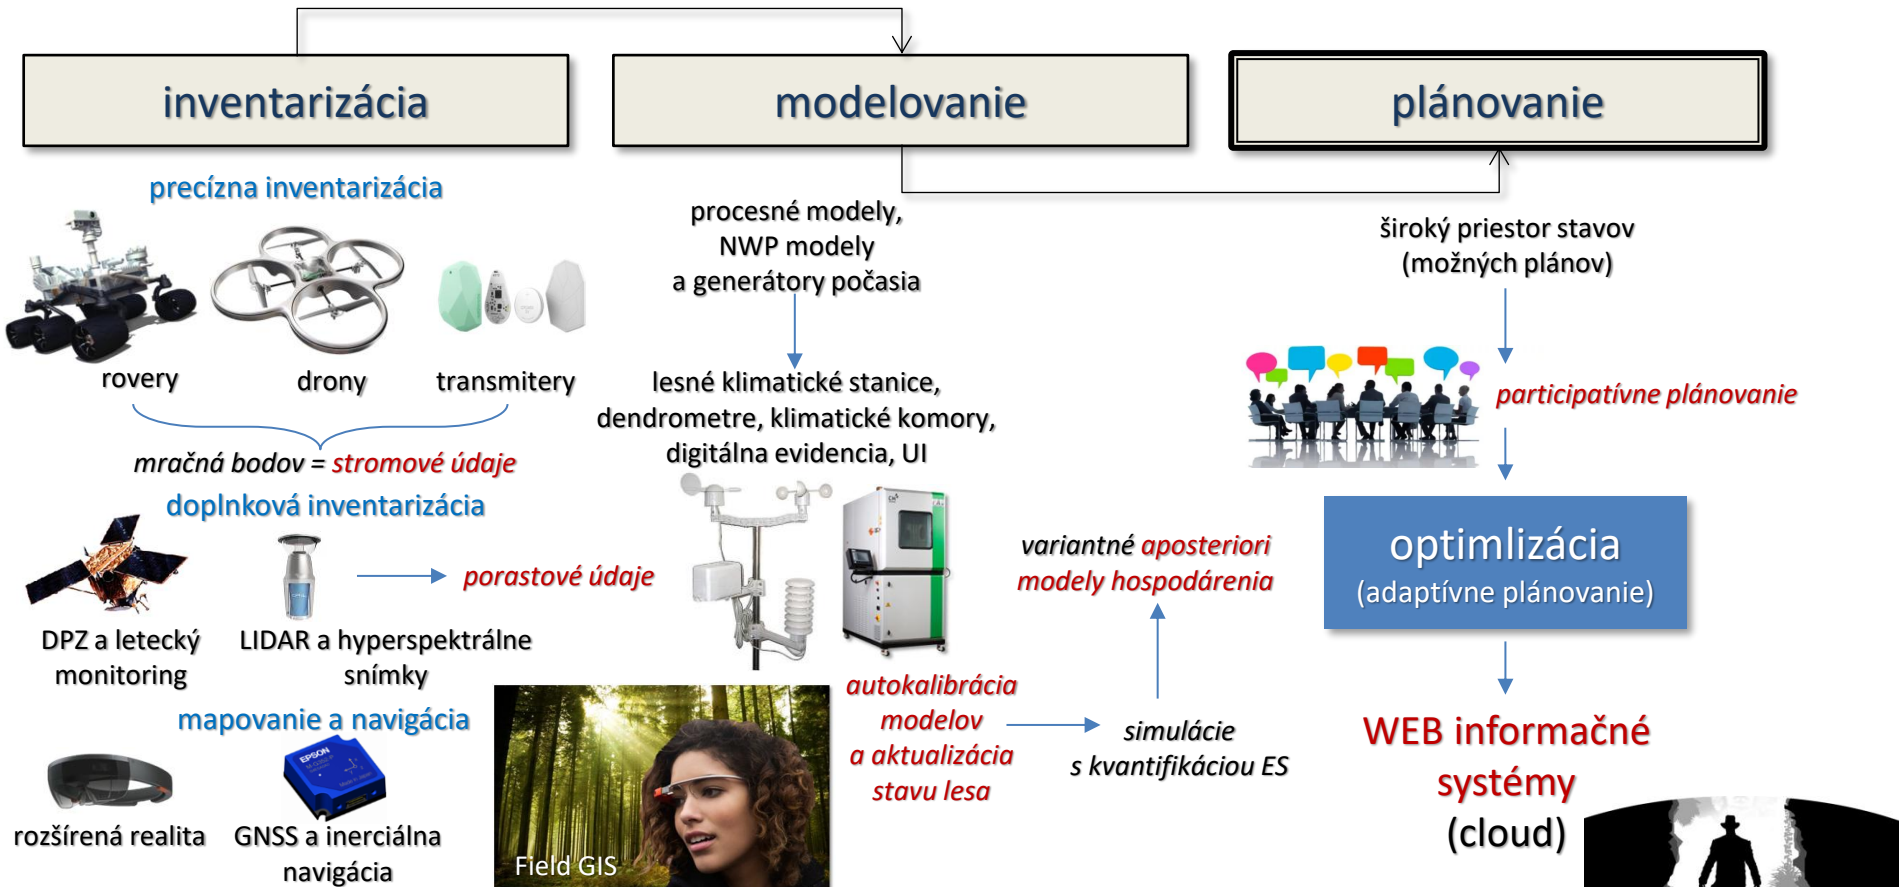 inventarizácia
modelovanie
plánovanie
precízna inventarizácia
rovery
drony
transmitery
mračná bodov = stromové údaje
doplnková inventarizácia
porastové údaje
DPZ a letecký
monitoring
LIDAR a hyperspektrálne
snímky
mapovanie a navigácia
EPSON
rozšírená realita
GNSS a inerciálna
navigácia
Field GIS
procesné modely,
NWP modely
a generátory počasia
lesné klimatické stanice,
dendrometre, klimatické komory,
digitálna evidencia, UI
autokalibrácia
modelov
a aktualizácia
stavu lesa
simulácie
s kvantifikáciou ES
variantné aposteriori
modely hospodárenia
široký priestor stavov
(možných plánov)
participatívne plánovanie
optimlizácia
(adaptívne plánovanie)
WEB informačné
systémy
(cloud)